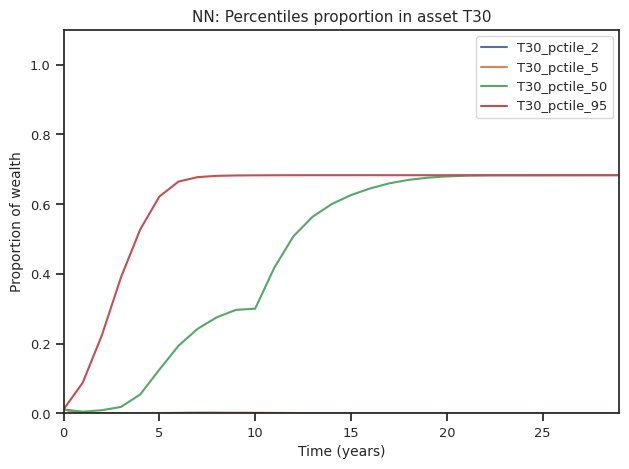 NN: Percentiles proportion in asset T30
T30_pctile_2
T30_pctile_5
T30_pctile_50
T30_pctile_95
Proportion of wealth
1.0
0.8
0.6
0.4
0.2
0.0
0 5 10 15 20 25
Time (years)